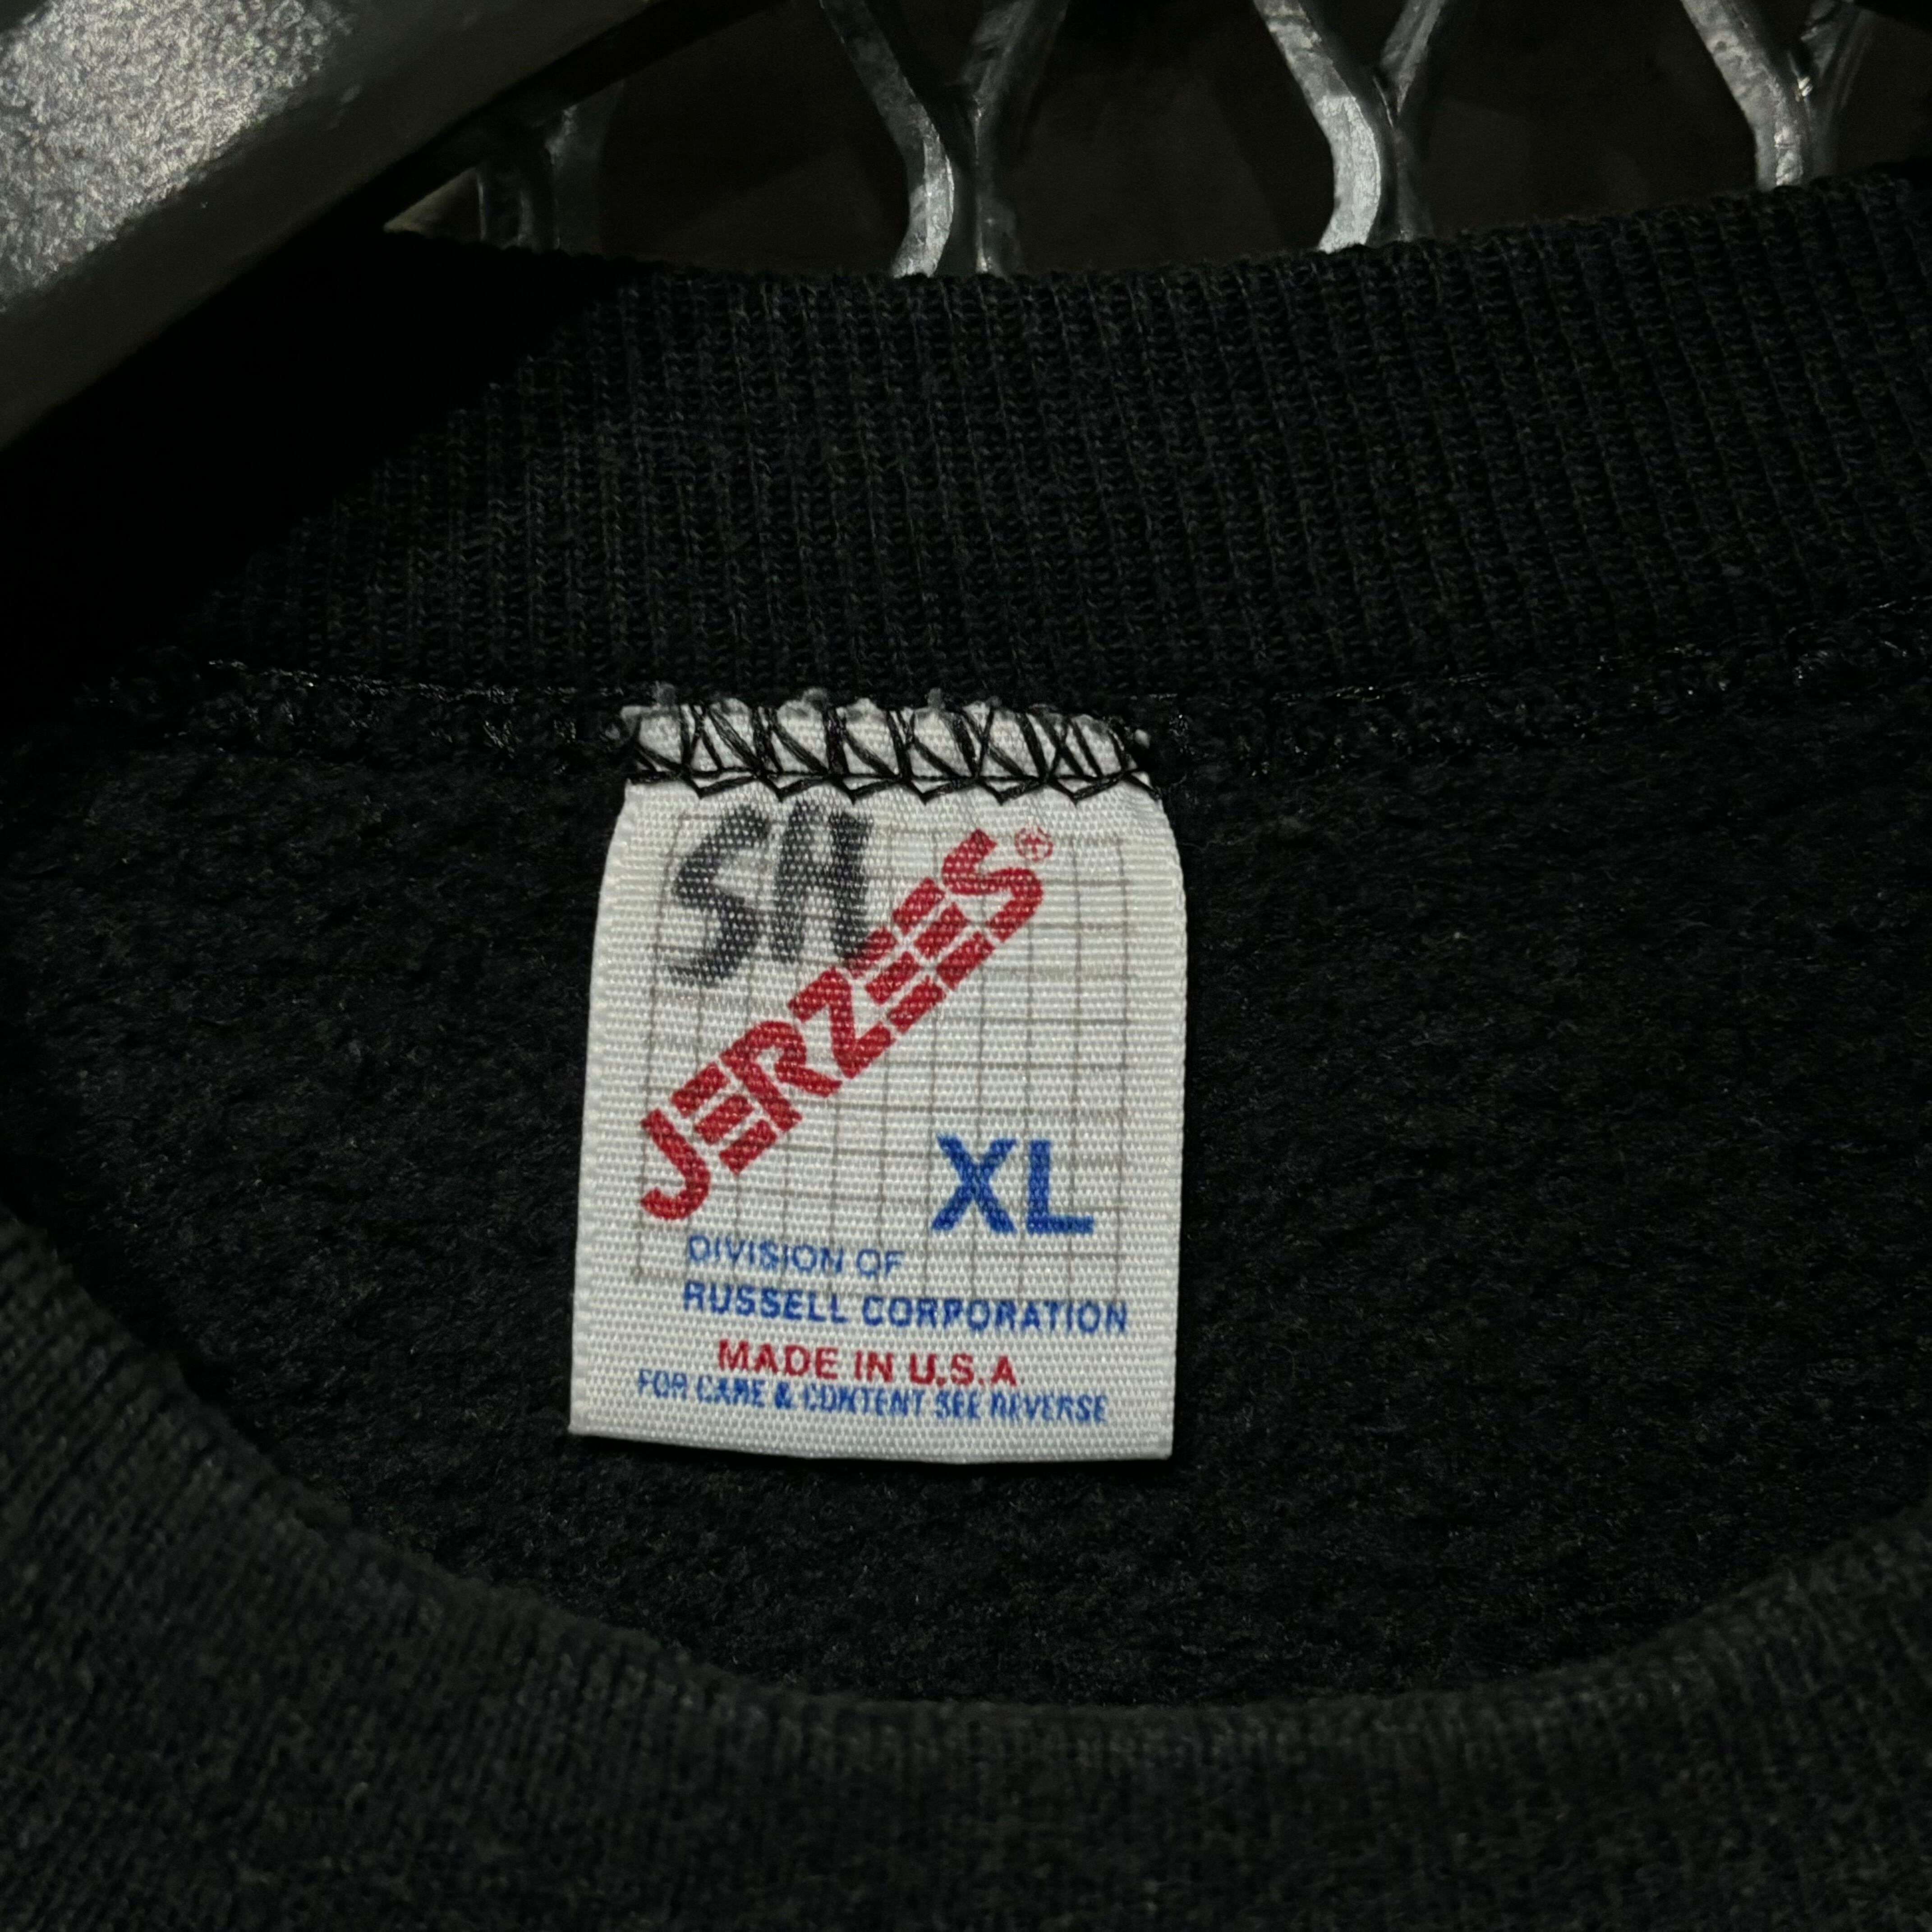 SH
JERZEES®
XL
DIVISION OF
RUSSELL CORPORATION
MADE IN U.S.A.
FOR CARE & CONTENT SEE REVERSE